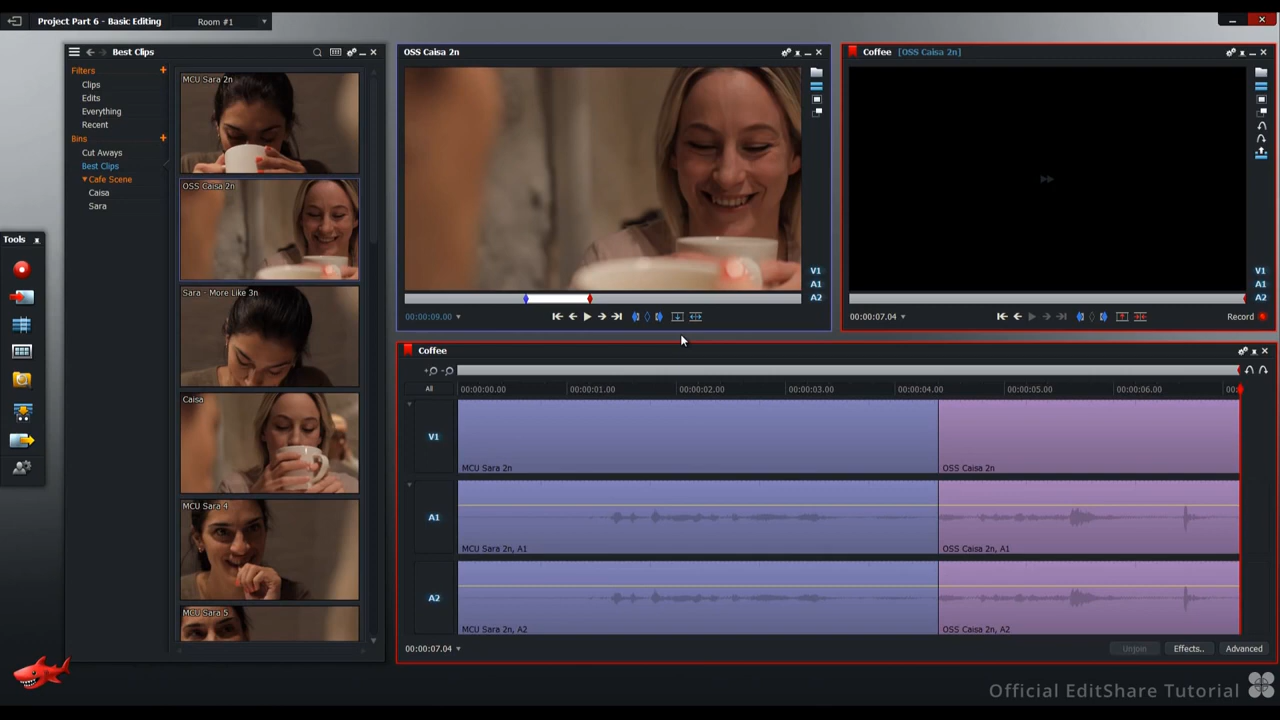 Project Part 6 - Basic Editing
Room #1
Best Clips
Filters
Clips
Edits
Everything
Recent
Bins
Cut Aways
Best Clips
Cafe Scene
Caisa
Sara
Tools
MCU Sara 2n
OSS Caisa 2n
Sara - More Like 3n
Caisa
MCU Sara 4
MCU Sara 5
OSS Caisa 2n
V1
A1
A2
00:00:09.00
Coffee [OSS Caisa 2n]
V1
A1
A2
00:00:07.04
Record
Coffee
All
00:00:00.00 00:00:01.00 00:00:02.00 00:00:03.00 00:00:04.00 00:00:05.00 00:00:06.00 00:
V1
MCU Sara 2n OSS Caisa 2n
A1
MCU Sara 2n, A1 OSS Caisa 2n, A1
A2
MCU Sara 2n, A2 OSS Caisa 2n, A2
00:00:07.04
Unjoin Effects.. Advanced
Official EditShare Tutorial